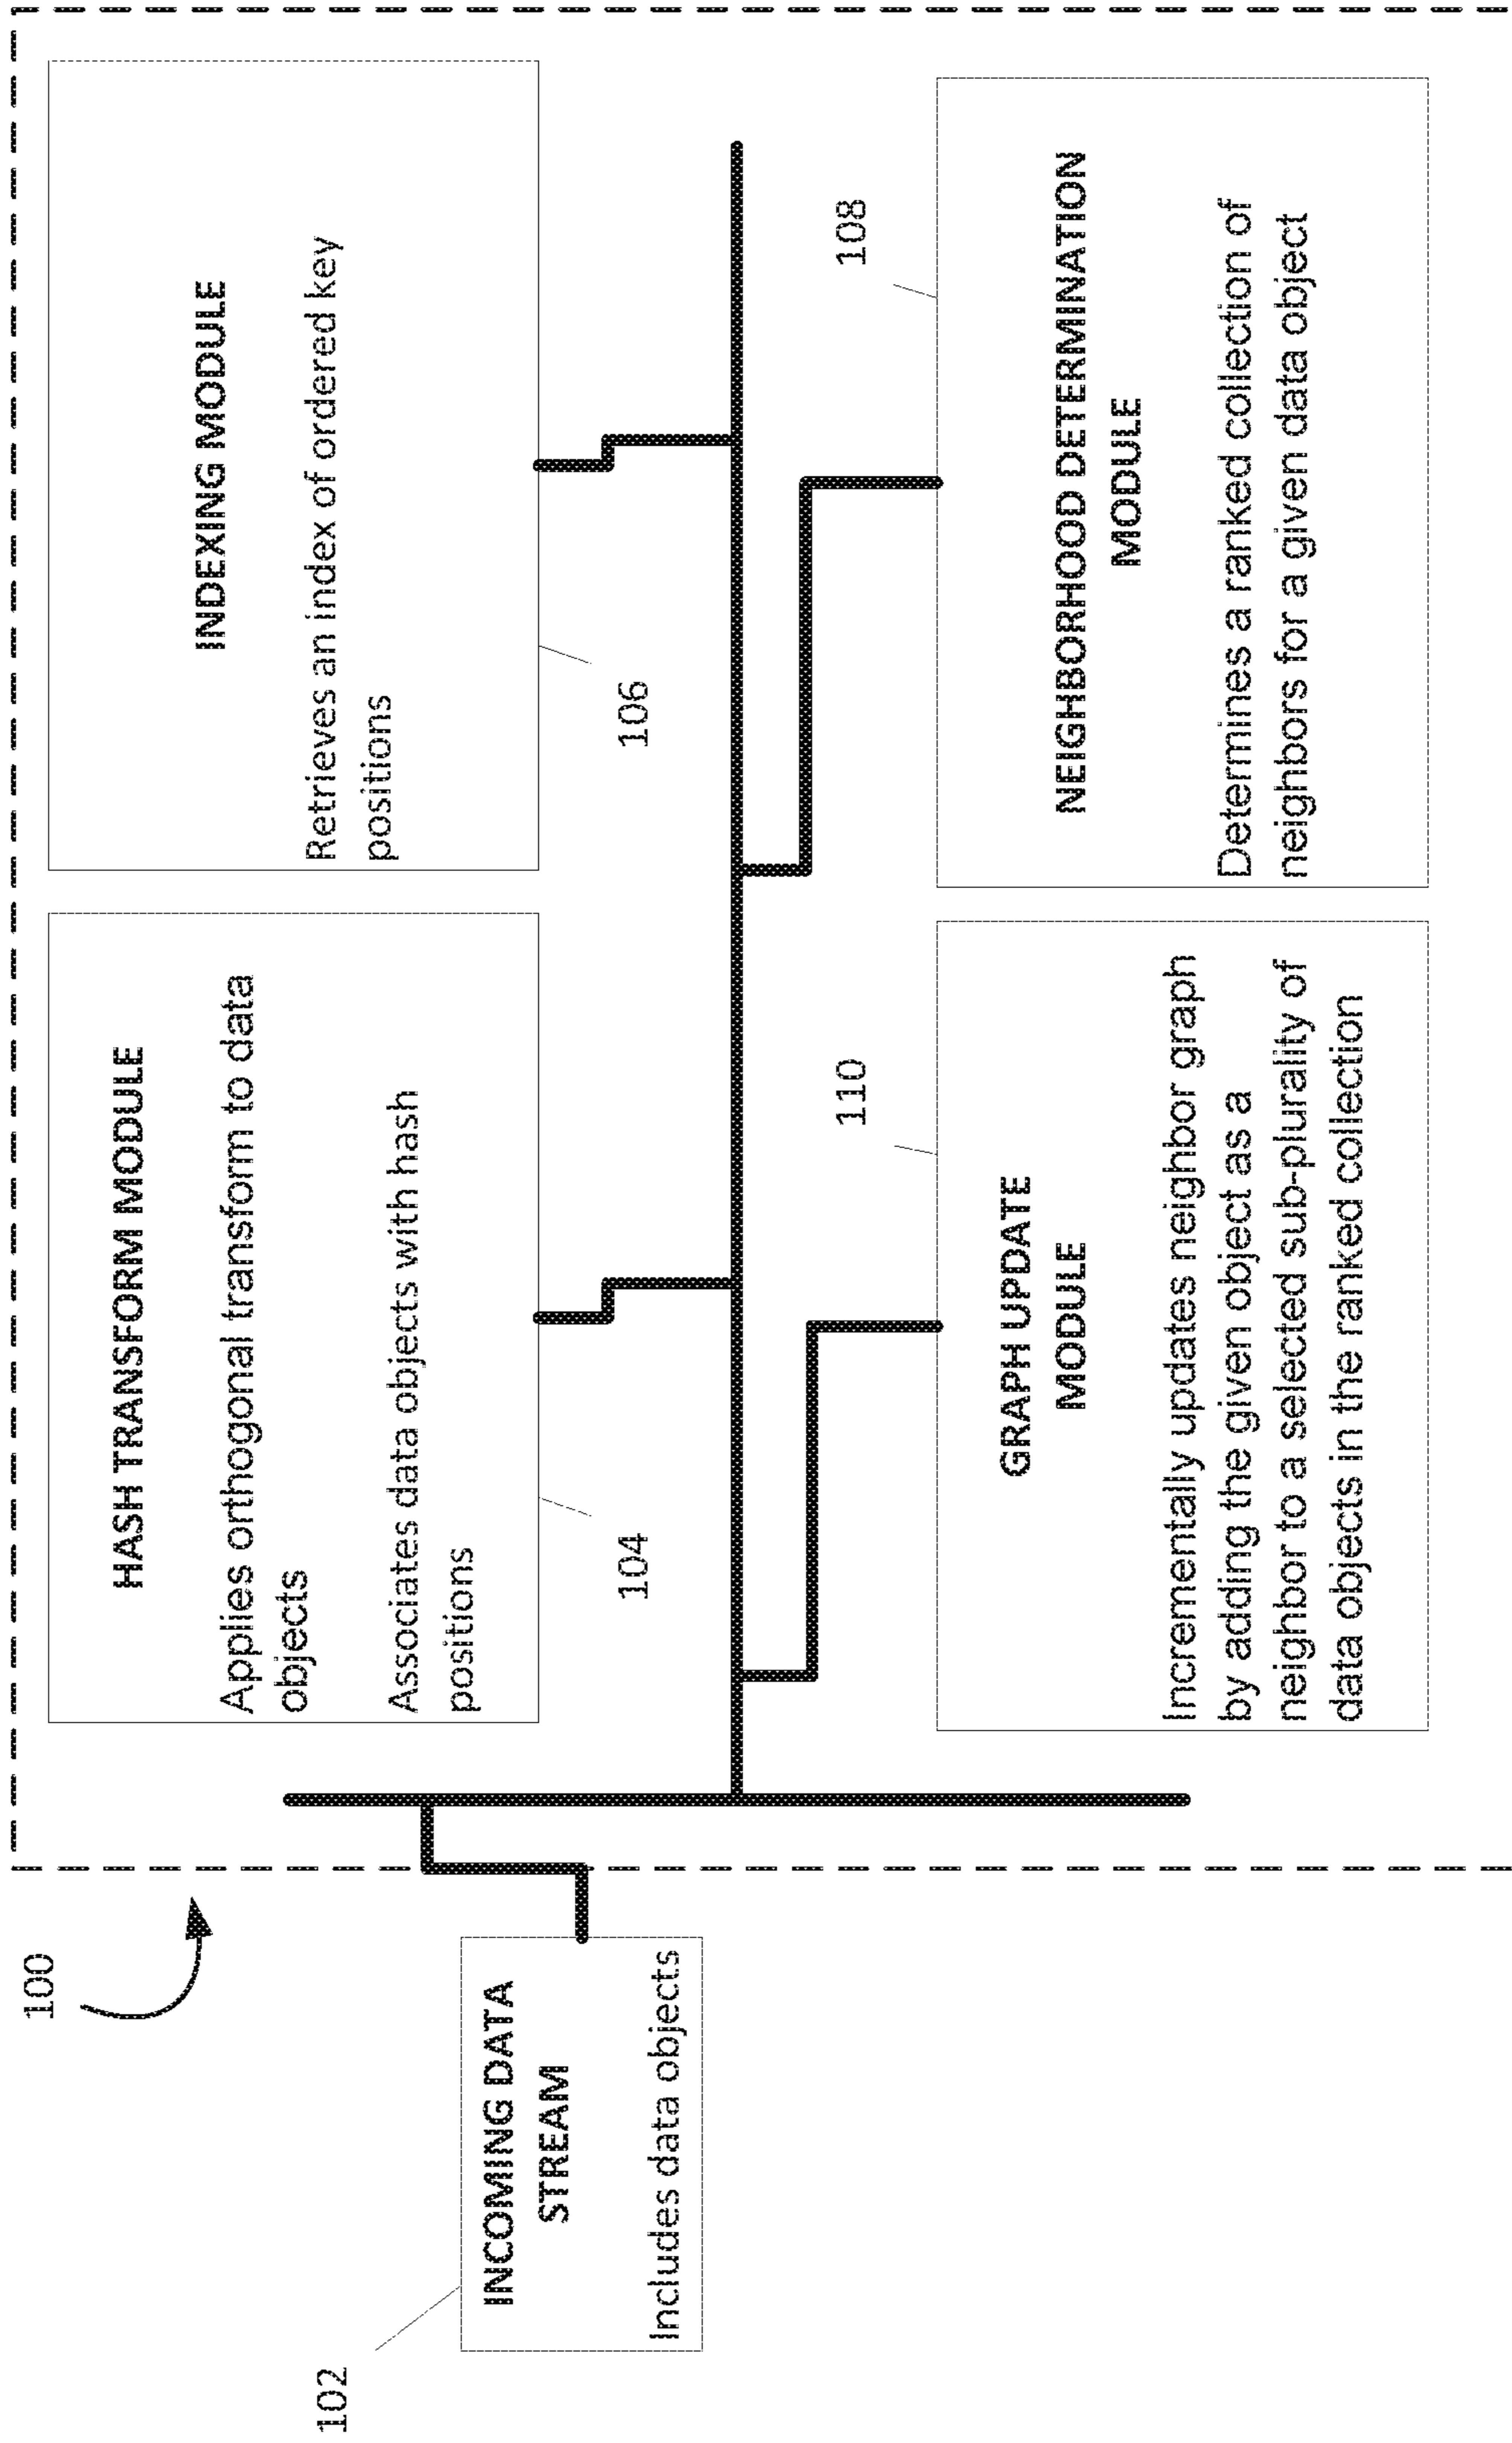 100
102
INCOMING DATA
STREAM
Includes data objects
HASH TRANSFORM MODULE
Applies orthogonal transform to data
objects
Associates data objects with hash
positions
104
INDEXING MODULE
Retrieves an index of ordered key
positions
106
110
GRAPH UPDATE
MODULE
Incrementally updates neighbor graph
by adding the given object as a
neighbor to a selected sub-plurality of
data objects in the ranked collection
108
NEIGHBORHOOD DETERMINATION
MODULE
Determines a ranked collection of
neighbors for a given data object